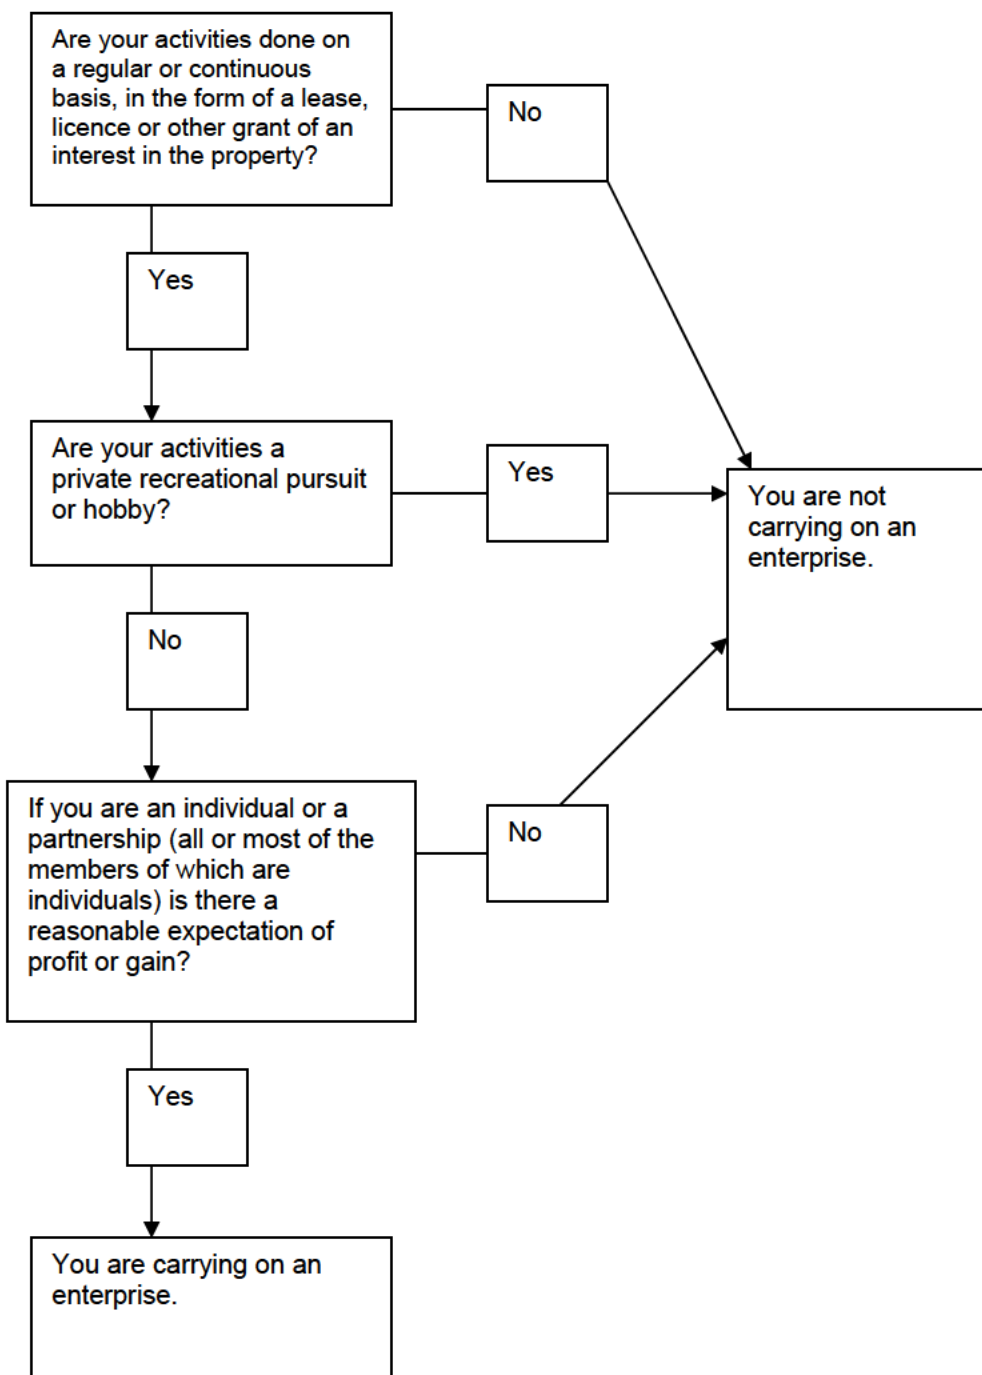 Are your activities done on
a regular or continuous
basis, in the form of a lease,
licence or other grant of an
interest in the property?
No
Yes
Are your activities a
private recreational pursuit
or hobby?
Yes
You are not
carrying on an
enterprise.
No
If you are an individual or a
partnership (all or most of the
members of which are
individuals) is there a
reasonable expectation of
profit or gain?
No
Yes
You are carrying on an
enterprise.